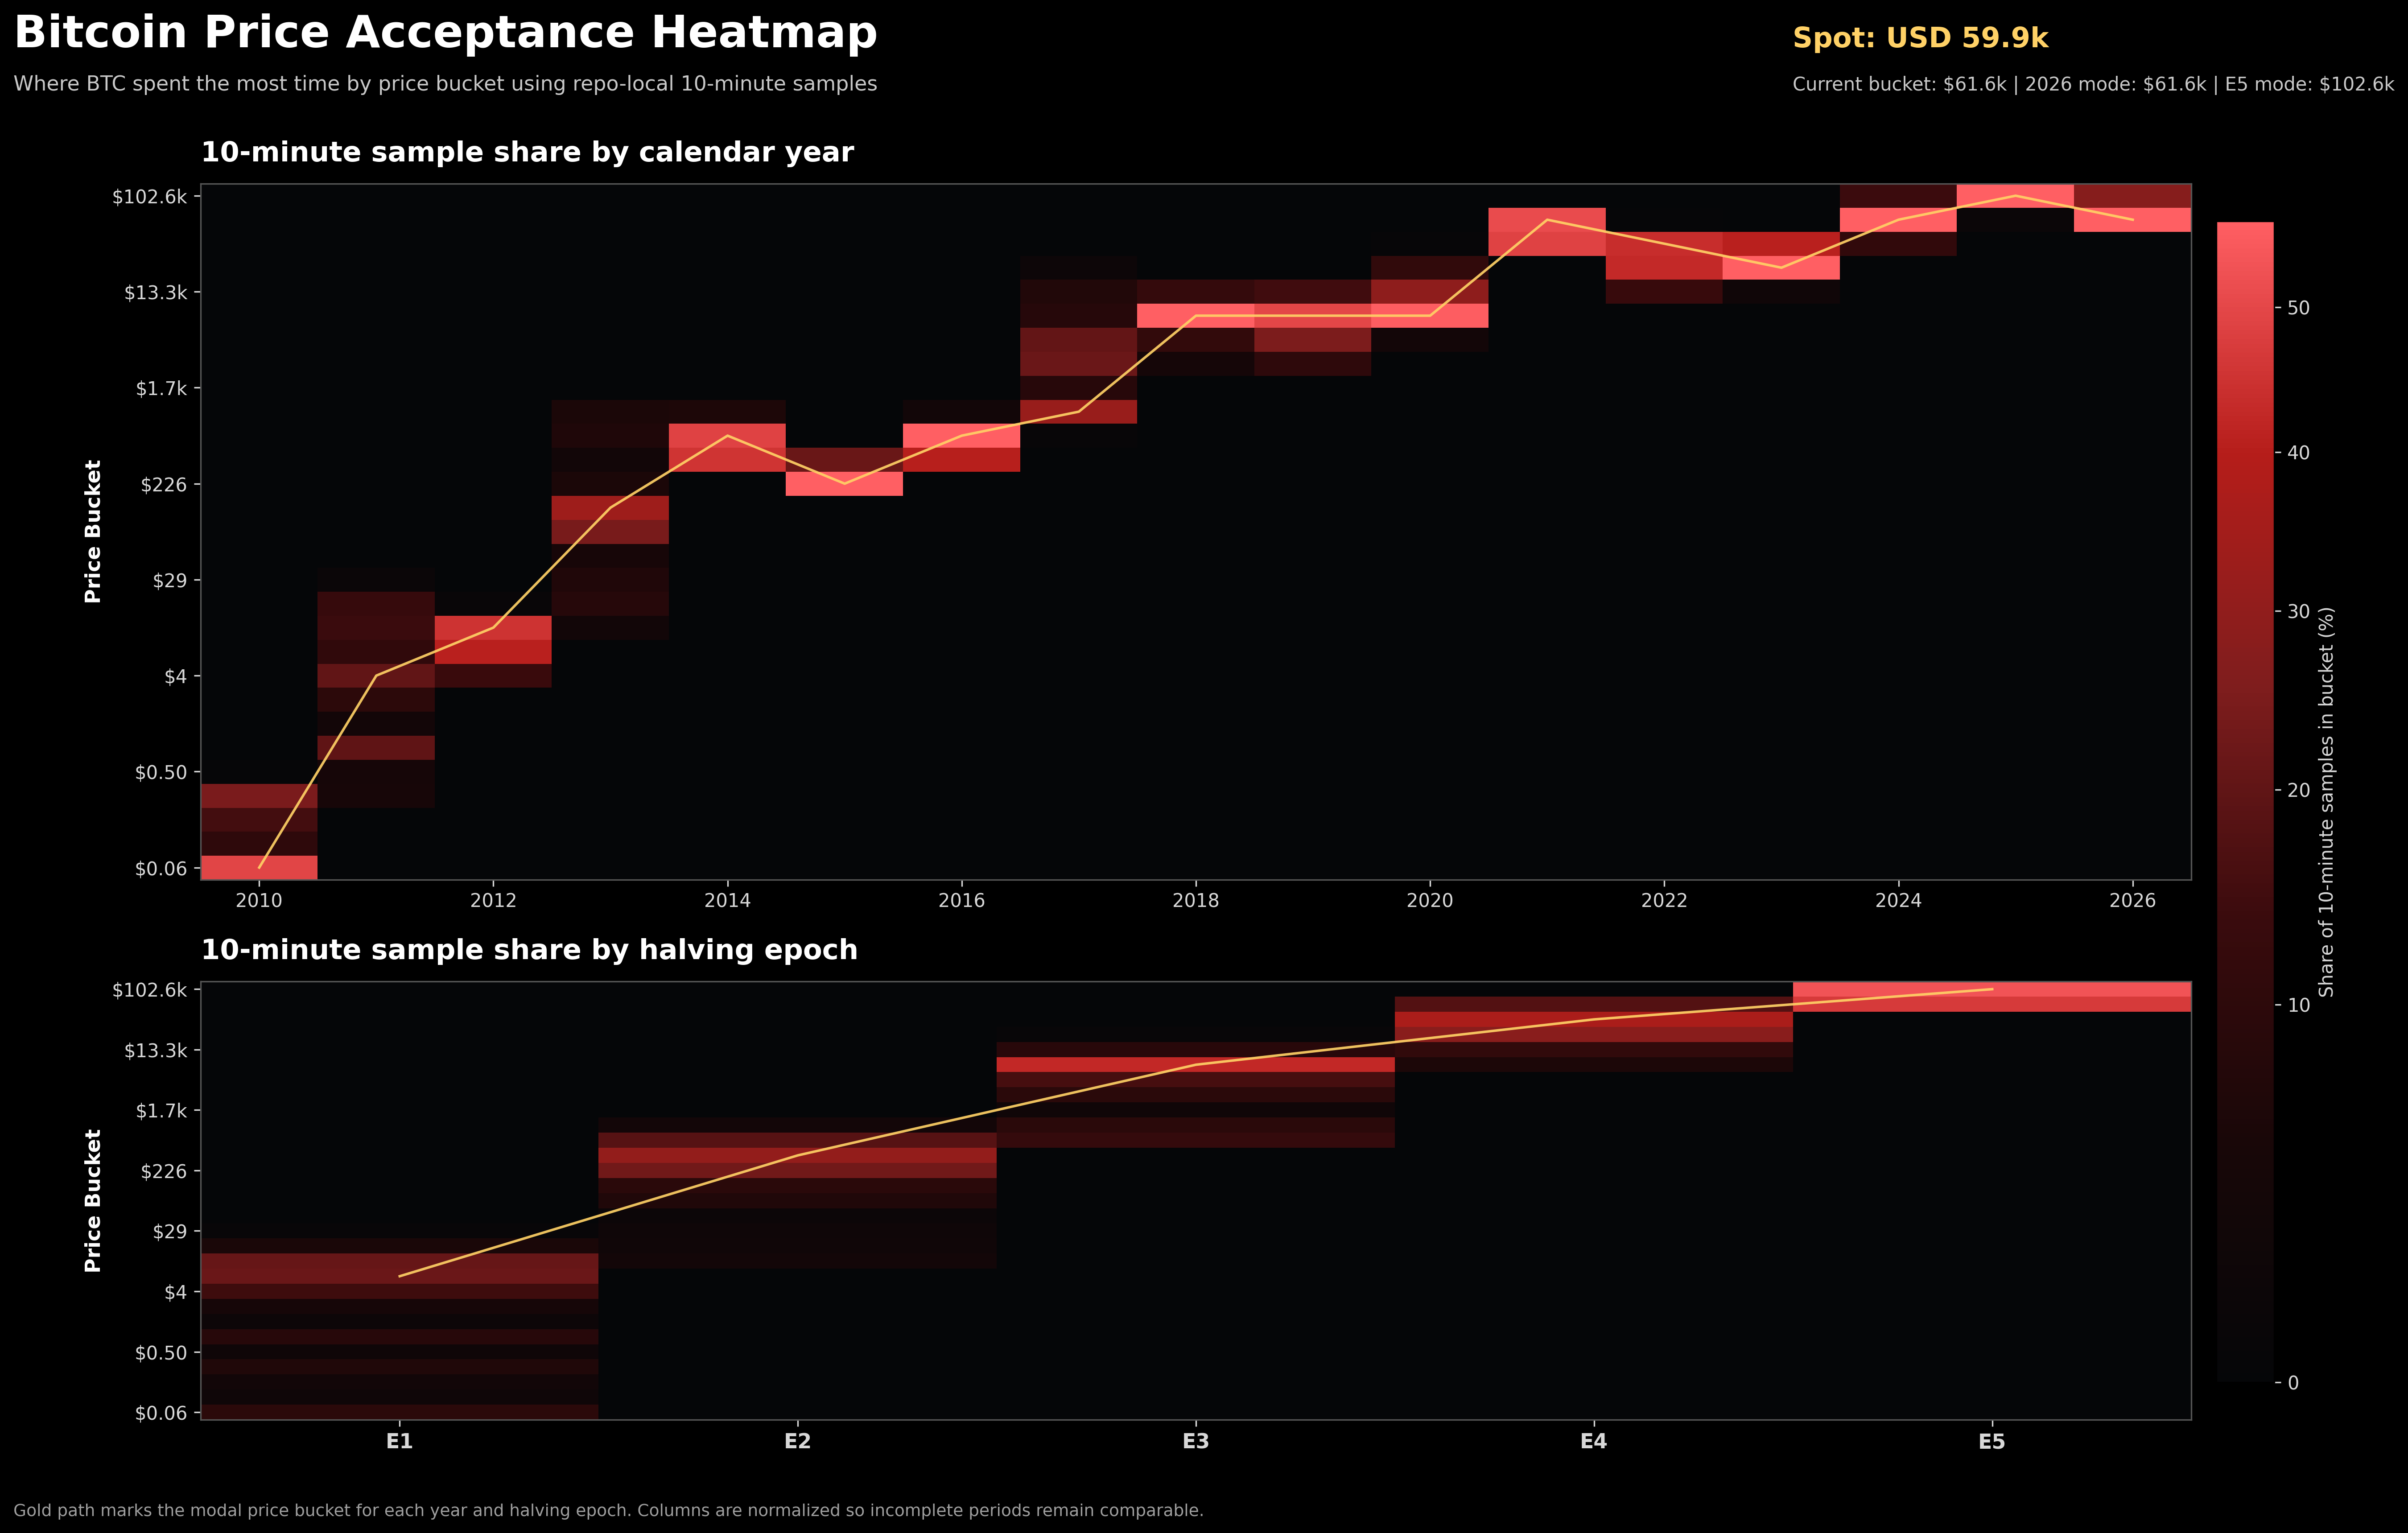 Bitcoin Price Acceptance Heatmap
Spot: USD 59.9k
Where BTC spent the most time by price bucket using repo-local 10-minute samples
Current bucket: $61.6k | 2026 mode: $61.6k | E5 mode: $102.6k
10-minute sample share by calendar year
Price Bucket
$102.6k
$13.3k
$1.7k
$226
$29
$4
$0.50
$0.06
2010 2012 2014 2016 2018 2020 2022 2024 2026
10-minute sample share by halving epoch
Price Bucket
$102.6k
$13.3k
$1.7k
$226
$29
$4
$0.50
$0.06
E1 E2 E3 E4 E5
50
40
30
20
10
0
Share of 10-minute samples in bucket (%)
Gold path marks the modal price bucket for each year and halving epoch. Columns are normalized so incomplete periods remain comparable.